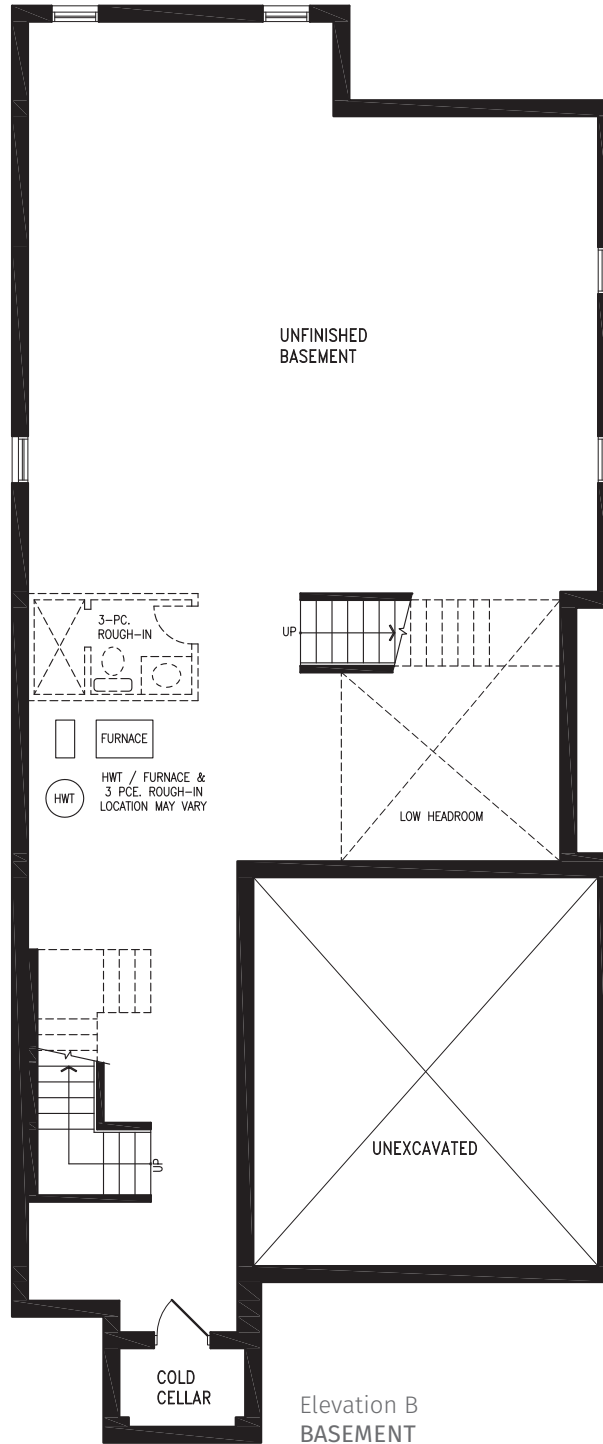 UNFINISHED
BASEMENT
3-PC.
ROUGH-IN
UP
FURNACE
HWT
HWT / FURNACE &
3 PCE. ROUGH-IN
LOCATION MAY VARY
LOW HEADROOM
UNEXCAVATED
UP
COLD
CELLAR
Elevation B
BASEMENT